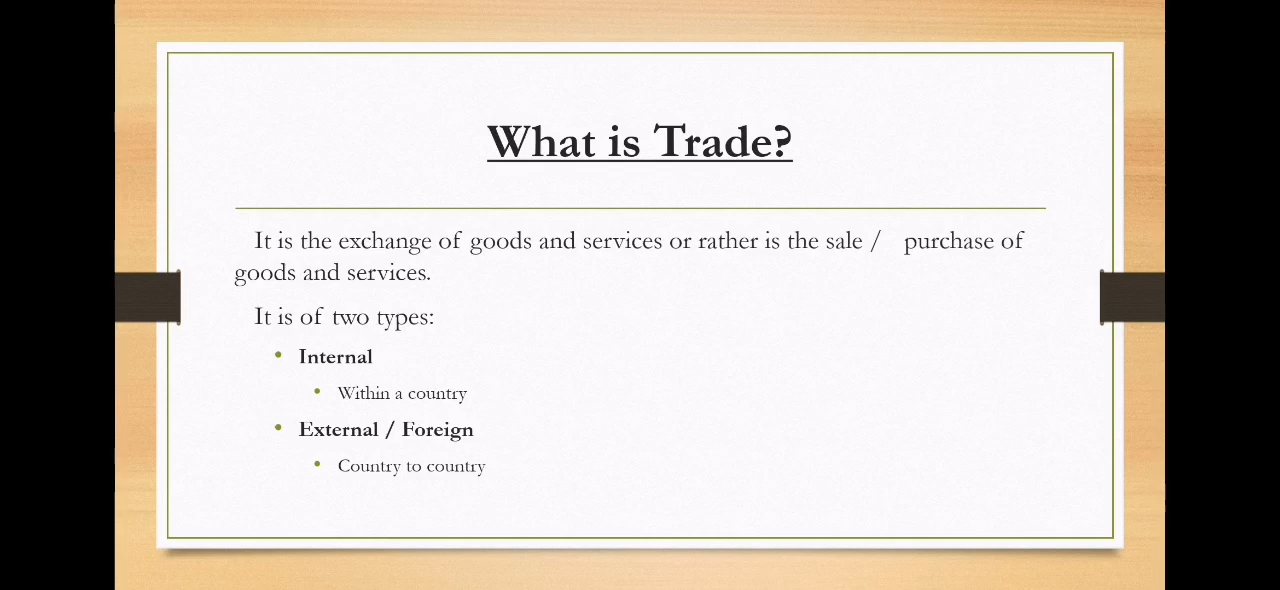 What is Trade?
It is the exchange of goods and services or rather is the sale / purchase of
goods and services.
It is of two types:
• Internal
• Within a country
• External / Foreign
• Country to country